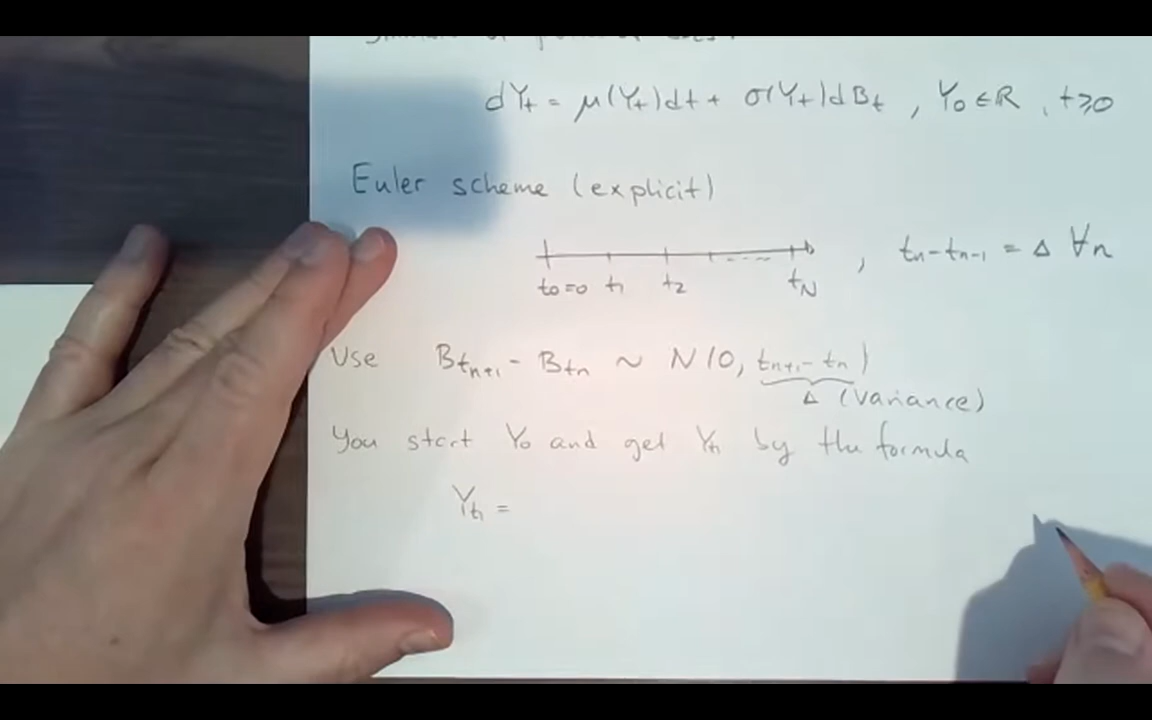 dYt = μ(Yt)dt + σ(Yt)dBt , Y0 ∈ R , t ≥ 0
Euler scheme (explicit)
t0=0 t1 t2 ---- tN , tn - tn-1 = Δ ∀n
Use Btn+1 - Btn ~ N(0, tn+1 - tn)
Δ (variance)
You start Y0 and get Yt1 by the formula
Yt1 =